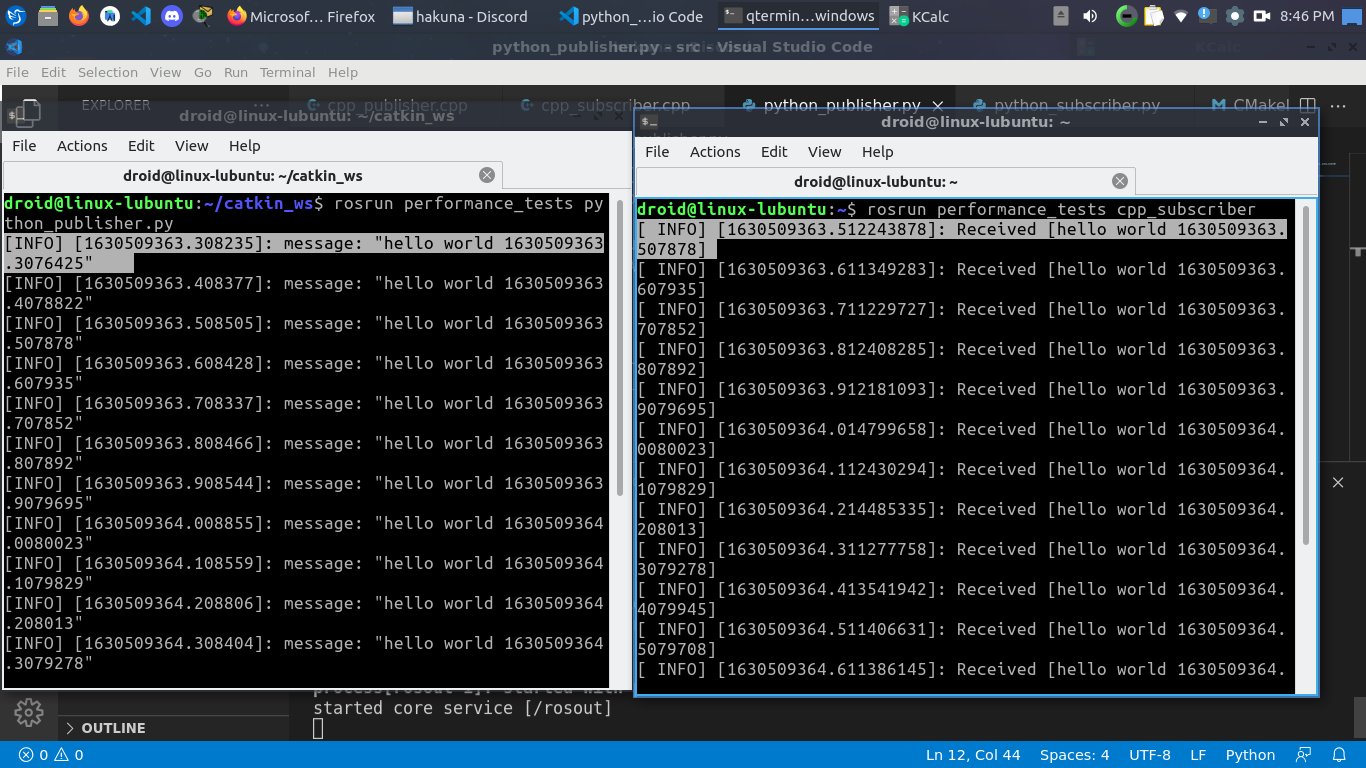 Microsof... Firefox
hakuna - Discord
python_...io Code
qtermin...windows
KCalc
8:46 PM
python_publisher.py - src - Visual Studio Code
KCalc
File Edit Selection View Go Run Terminal Help
EXPLORER
cpp_publisher.cpp
cpp_subscriber.cpp
python_publisher.py
python_subscriber.py
CMakel
droid@linux-lubuntu: ~/catkin_ws
File Actions Edit View Help
droid@linux-lubuntu: ~/catkin_ws
droid@linux-lubuntu:~/catkin_ws$ rosrun performance_tests py
thon_publisher.py
[INFO] [1630509363.308235]: message: "hello world 1630509363
.3076425"
[INFO] [1630509363.408377]: message: "hello world 1630509363
.4078822"
[INFO] [1630509363.508505]: message: "hello world 1630509363
.507878"
[INFO] [1630509363.608428]: message: "hello world 1630509363
.607935"
[INFO] [1630509363.708337]: message: "hello world 1630509363
.707852"
[INFO] [1630509363.808466]: message: "hello world 1630509363
.807892"
[INFO] [1630509363.908544]: message: "hello world 1630509363
.9079695"
[INFO] [1630509364.008855]: message: "hello world 1630509364
.0080023"
[INFO] [1630509364.108559]: message: "hello world 1630509364
.1079829"
[INFO] [1630509364.208806]: message: "hello world 1630509364
.208013"
[INFO] [1630509364.308404]: message: "hello world 1630509364
.3079278"
droid@linux-lubuntu: ~
File Actions Edit View Help
droid@linux-lubuntu: ~
droid@linux-lubuntu:~$ rosrun performance_tests cpp_subscriber
[ INFO] [1630509363.512243878]: Received [hello world 1630509363.
507878]
[ INFO] [1630509363.611349283]: Received [hello world 1630509363.
607935]
[ INFO] [1630509363.711229727]: Received [hello world 1630509363.
707852]
[ INFO] [1630509363.812408285]: Received [hello world 1630509363.
807892]
[ INFO] [1630509363.912181093]: Received [hello world 1630509363.
9079695]
[ INFO] [1630509364.014799658]: Received [hello world 1630509364.
0080023]
[ INFO] [1630509364.112430294]: Received [hello world 1630509364.
1079829]
[ INFO] [1630509364.214485335]: Received [hello world 1630509364.
208013]
[ INFO] [1630509364.311277758]: Received [hello world 1630509364.
3079278]
[ INFO] [1630509364.413541942]: Received [hello world 1630509364.
4079945]
[ INFO] [1630509364.511406631]: Received [hello world 1630509364.
5079708]
[ INFO] [1630509364.611386145]: Received [hello world 1630509364.
process[rosout-1]: started with
started core service [/rosout]
OUTLINE
0 0
Ln 12, Col 44 Spaces: 4 UTF-8 LF Python